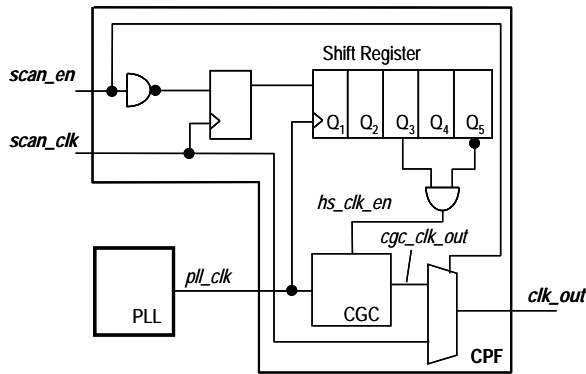 Shift Register
scan_en
scan_clk
Q1 Q2 Q3 Q4 Q5
hs_clk_en
cgc_clk_out
pll_clk
clk_out
PLL
CGC
CPF